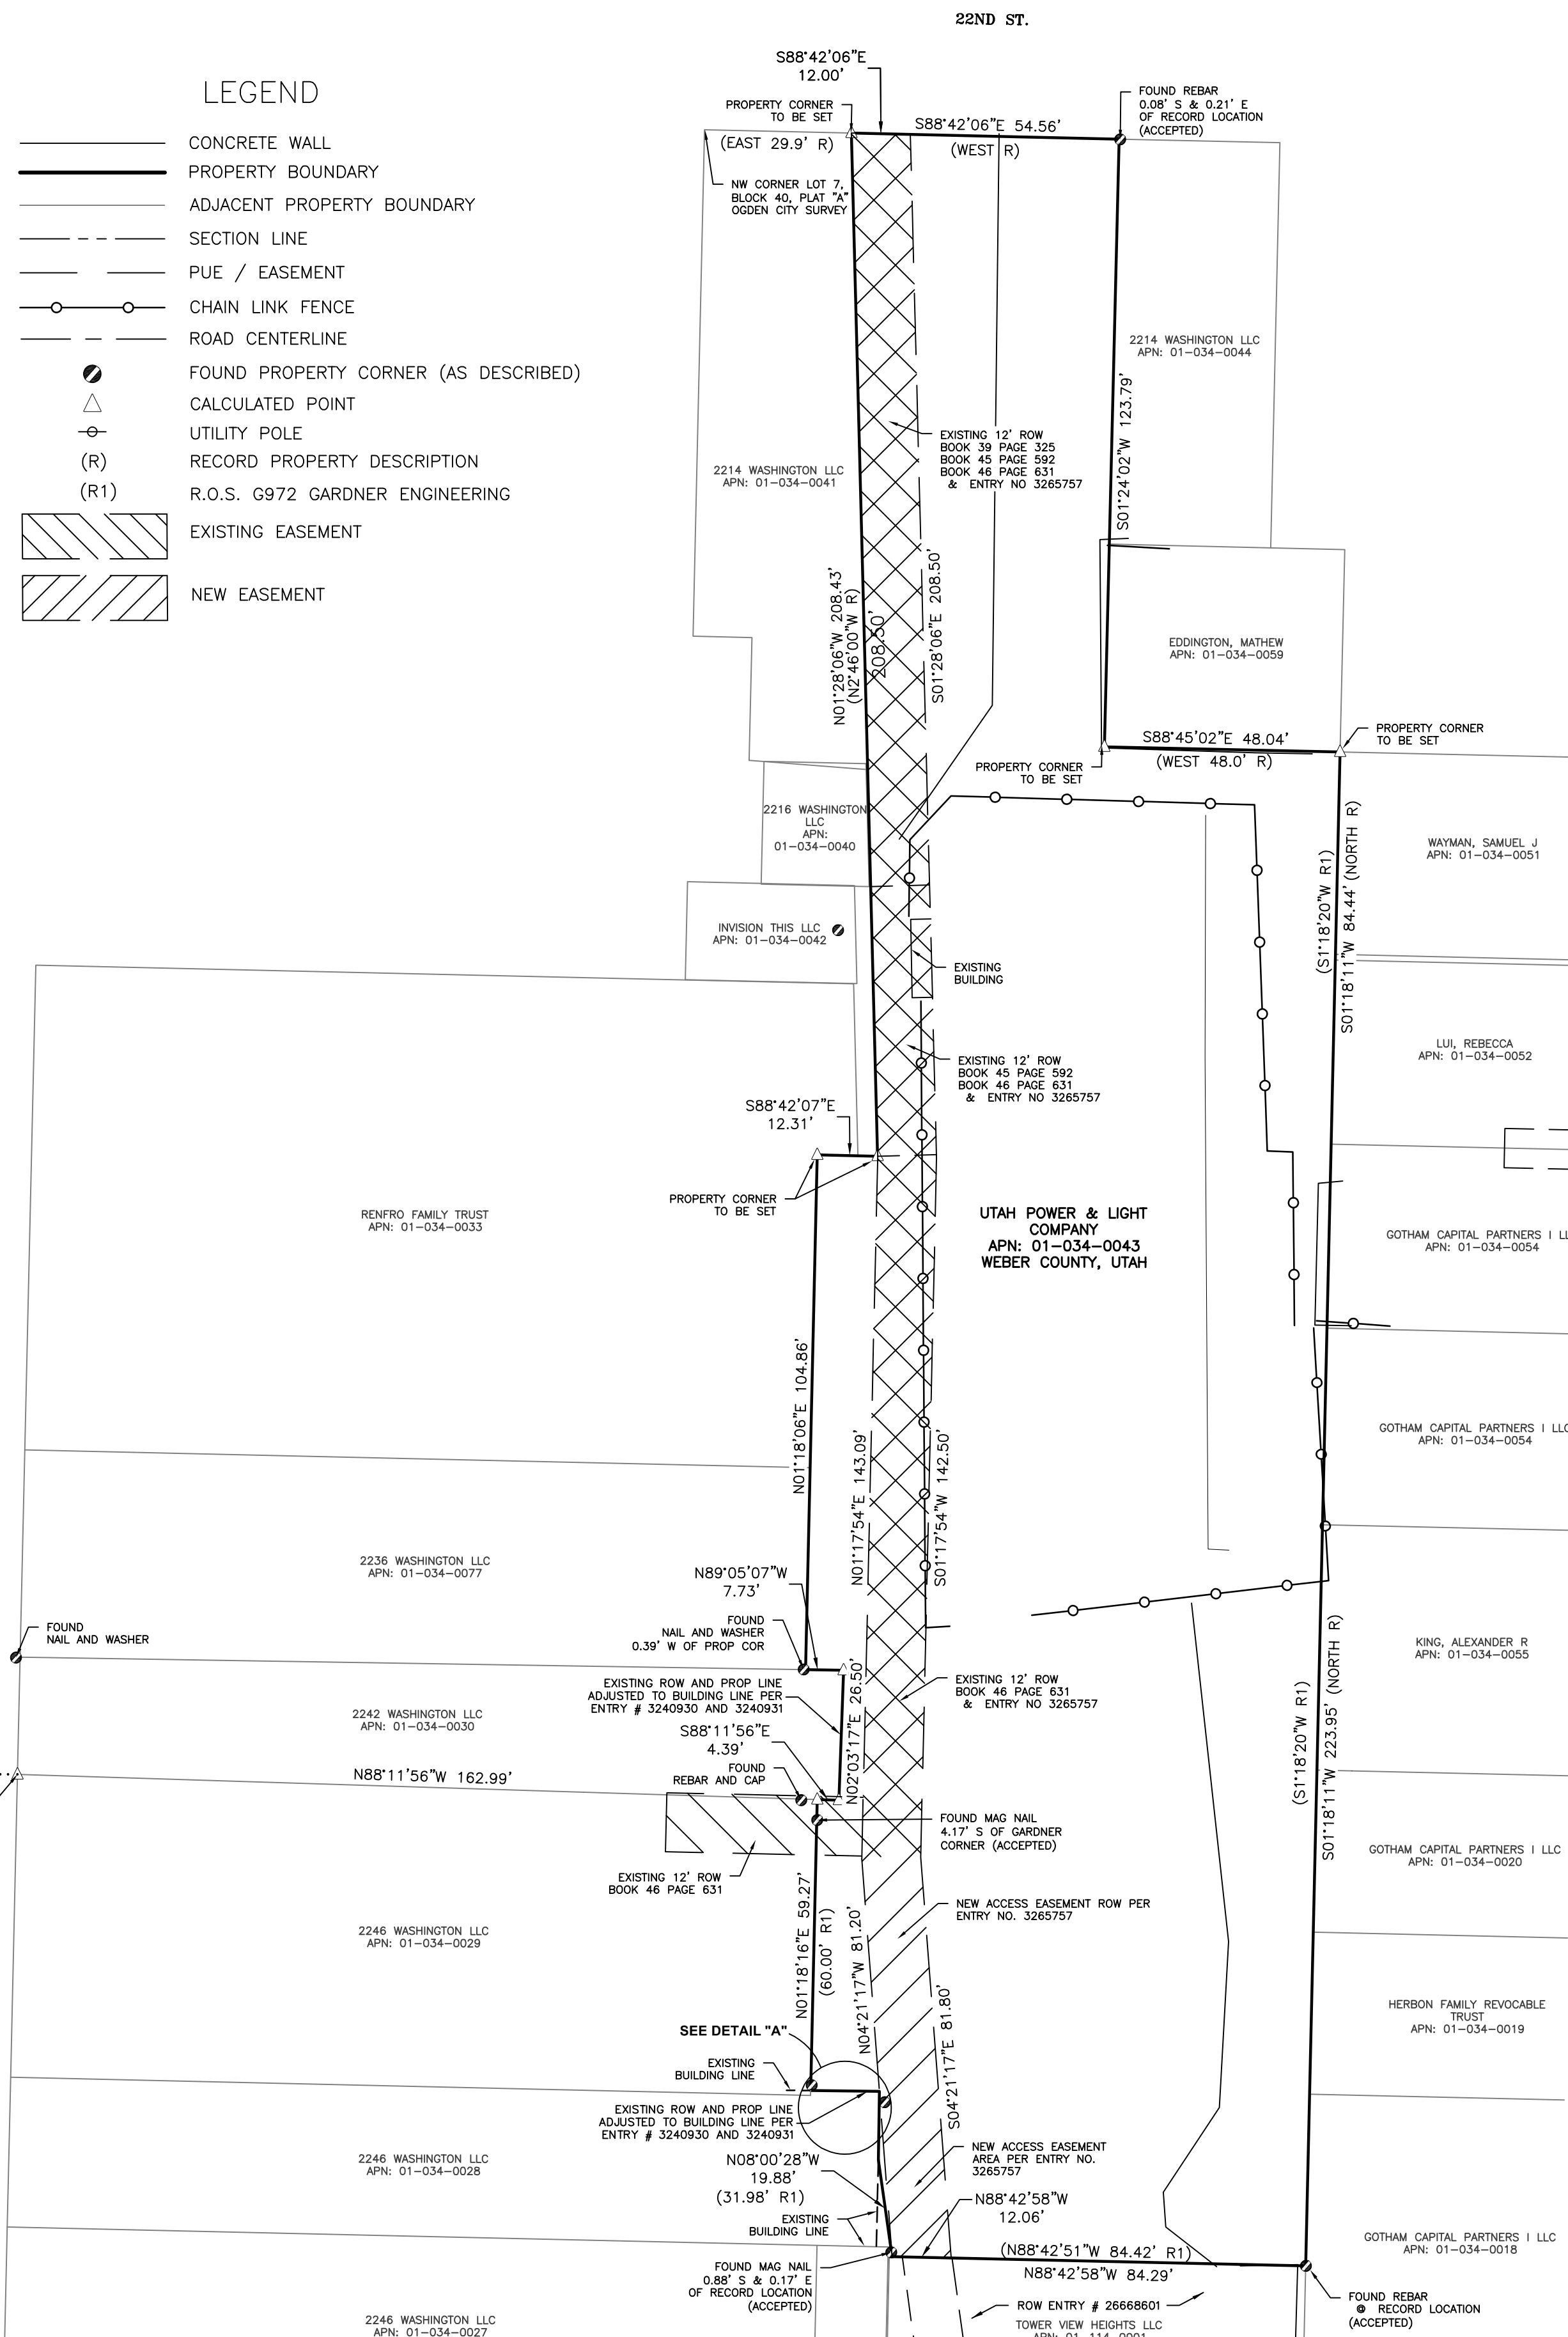 22ND ST.
LEGEND
CONCRETE WALL
PROPERTY BOUNDARY
ADJACENT PROPERTY BOUNDARY
SECTION LINE
PUE / EASEMENT
CHAIN LINK FENCE
ROAD CENTERLINE
FOUND PROPERTY CORNER (AS DESCRIBED)
CALCULATED POINT
UTILITY POLE
(R) RECORD PROPERTY DESCRIPTION
(R1) R.O.S. G972 GARDNER ENGINEERING
EXISTING EASEMENT
NEW EASEMENT
S88°42'06"E
12.00'
PROPERTY CORNER
TO BE SET
S88°42'06"E 54.56'
(EAST 29.9' R)
(WEST R)
FOUND REBAR
0.08' S & 0.21' E
OF RECORD LOCATION
(ACCEPTED)
NW CORNER LOT 7,
BLOCK 40, PLAT "A"
OGDEN CITY SURVEY
2214 WASHINGTON LLC
APN: 01-034-0044
S01°24'02"W 123.79'
EXISTING 12' ROW
BOOK 39 PAGE 325
BOOK 45 PAGE 592
BOOK 46 PAGE 631
& ENTRY NO 3265757
2214 WASHINGTON LLC
APN: 01-034-0041
N01°28'06"W 208.43'
(N2°46'00"W R)
208.50'
S01°28'06"E 208.50'
EDDINGTON, MATHEW
APN: 01-034-0059
S88°45'02"E 48.04'
(WEST 48.0' R)
PROPERTY CORNER
TO BE SET
PROPERTY CORNER
TO BE SET
2216 WASHINGTON
LLC
APN:
01-034-0040
WAYMAN, SAMUEL J
APN: 01-034-0051
(S1°18'20"W R1)
S01°18'11"W 84.44' (NORTH R)
INVISION THIS LLC
APN: 01-034-0042
EXISTING
BUILDING
LUI, REBECCA
APN: 01-034-0052
EXISTING 12' ROW
BOOK 45 PAGE 592
BOOK 46 PAGE 631
& ENTRY NO 3265757
S88°42'07"E
12.31'
PROPERTY CORNER
TO BE SET
RENFRO FAMILY TRUST
APN: 01-034-0033
UTAH POWER & LIGHT
COMPANY
APN: 01-034-0043
WEBER COUNTY, UTAH
GOTHAM CAPITAL PARTNERS I LL
APN: 01-034-0054
N01°18'06"E 104.86'
N01°17'54"E 143.09'
S01°17'54"W 142.50'
GOTHAM CAPITAL PARTNERS I LLC
APN: 01-034-0054
2236 WASHINGTON LLC
APN: 01-034-0077
N89°05'07"W
7.73'
FOUND
NAIL AND WASHER
FOUND
NAIL AND WASHER
0.39' W OF PROP COR
KING, ALEXANDER R
APN: 01-034-0055
EXISTING ROW AND PROP LINE
ADJUSTED TO BUILDING LINE PER
ENTRY # 3240930 AND 3240931
N02°03'17"E 26.50'
EXISTING 12' ROW
BOOK 46 PAGE 631
& ENTRY NO 3265757
2242 WASHINGTON LLC
APN: 01-034-0030
S88°11'56"E
4.39'
FOUND
REBAR AND CAP
N88°11'56"W 162.99'
(S1°18'20"W R1)
S01°18'11"W 223.95' (NORTH R)
FOUND MAG NAIL
4.17' S OF GARDNER
CORNER (ACCEPTED)
GOTHAM CAPITAL PARTNERS I LLC
APN: 01-034-0020
EXISTING 12' ROW
BOOK 46 PAGE 631
NEW ACCESS EASEMENT ROW PER
ENTRY NO. 3265757
2246 WASHINGTON LLC
APN: 01-034-0029
N01°18'16"E 59.27'
(60.00' R1)
N04°21'17"W 81.20'
S04°21'17"E 81.80'
HERBON FAMILY REVOCABLE
TRUST
APN: 01-034-0019
SEE DETAIL "A"
EXISTING
BUILDING LINE
EXISTING ROW AND PROP LINE
ADJUSTED TO BUILDING LINE PER
ENTRY # 3240930 AND 3240931
2246 WASHINGTON LLC
APN: 01-034-0028
N08°00'28"W
19.88'
(31.98' R1)
NEW ACCESS EASEMENT
AREA PER ENTRY NO.
3265757
N88°42'58"W
12.06'
EXISTING
BUILDING LINE
(N88°42'51"W 84.42' R1)
N88°42'58"W 84.29'
GOTHAM CAPITAL PARTNERS I LLC
APN: 01-034-0018
FOUND MAG NAIL
0.88' S & 0.17' E
OF RECORD LOCATION
(ACCEPTED)
FOUND REBAR
@ RECORD LOCATION
(ACCEPTED)
ROW ENTRY # 26668601
TOWER VIEW HEIGHTS LLC
APN: 01-114-0001
2246 WASHINGTON LLC
APN: 01-034-0027